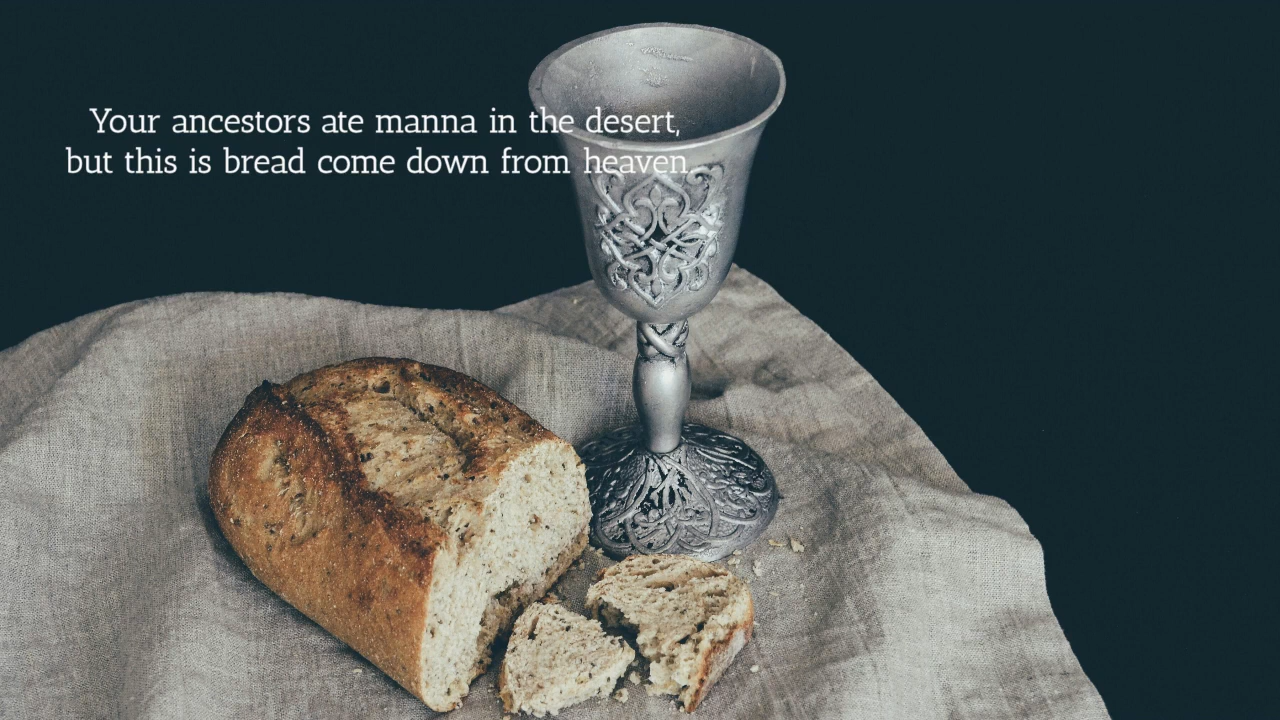 Your ancestors ate manna in the desert,
but this is bread come down from heaven.